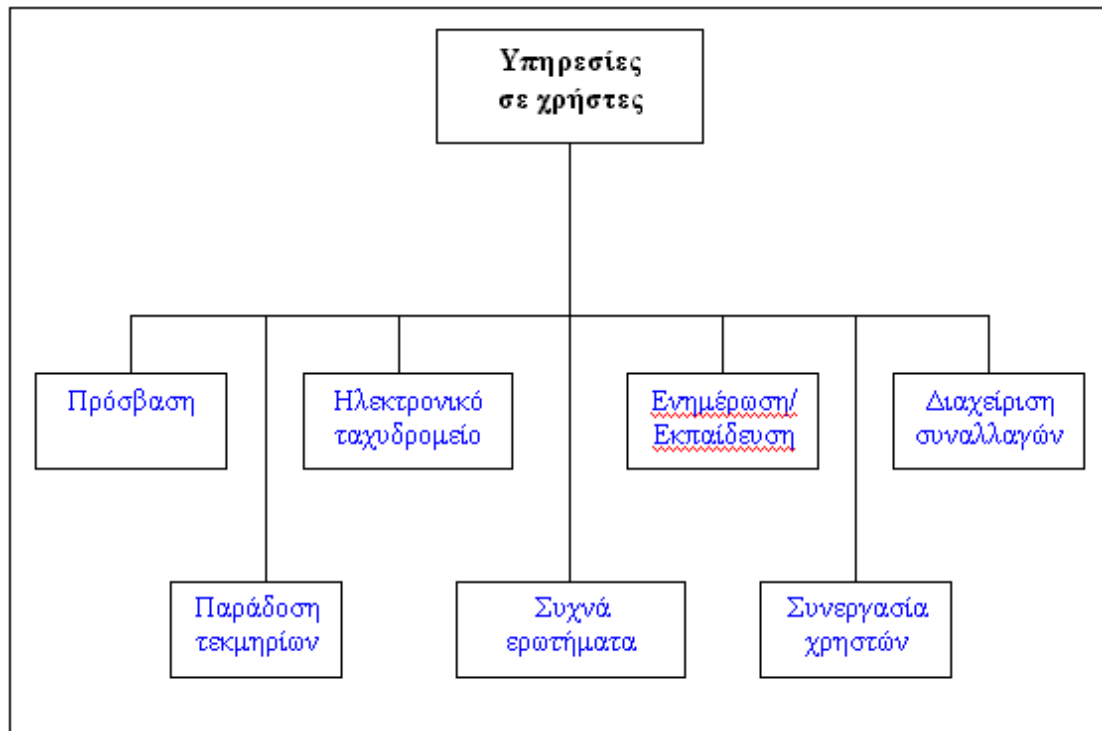 Υπηρεσίες
σε χρήστες
Πρόσβαση
Ηλεκτρονικό
ταχυδρομείο
Ενημέρωση/
Εκπαίδευση
Διαχείριση
συναλλαγών
Παράδοση
τεκμηρίων
Συχνά
ερωτήματα
Συνεργασία
χρηστών